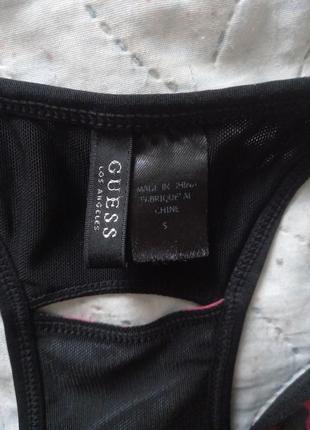 GUESS
LOS ANGELES
MADE IN CHINA
FABRIQUÉ AU
CHINE
S